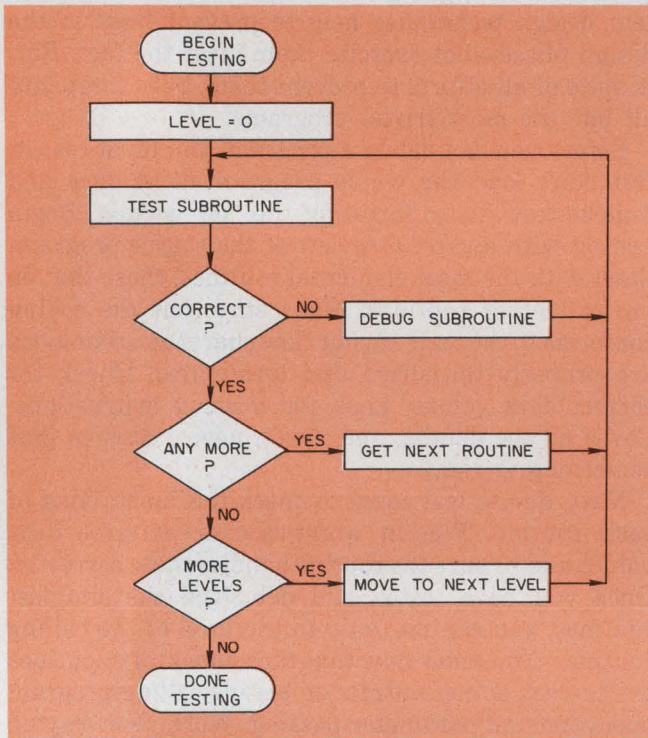 BEGIN
TESTING
LEVEL = 0
TEST SUBROUTINE
CORRECT
?
NO
DEBUG SUBROUTINE
YES
ANY MORE
?
YES
GET NEXT ROUTINE
NO
MORE
LEVELS
?
YES
MOVE TO NEXT LEVEL
NO
DONE
TESTING